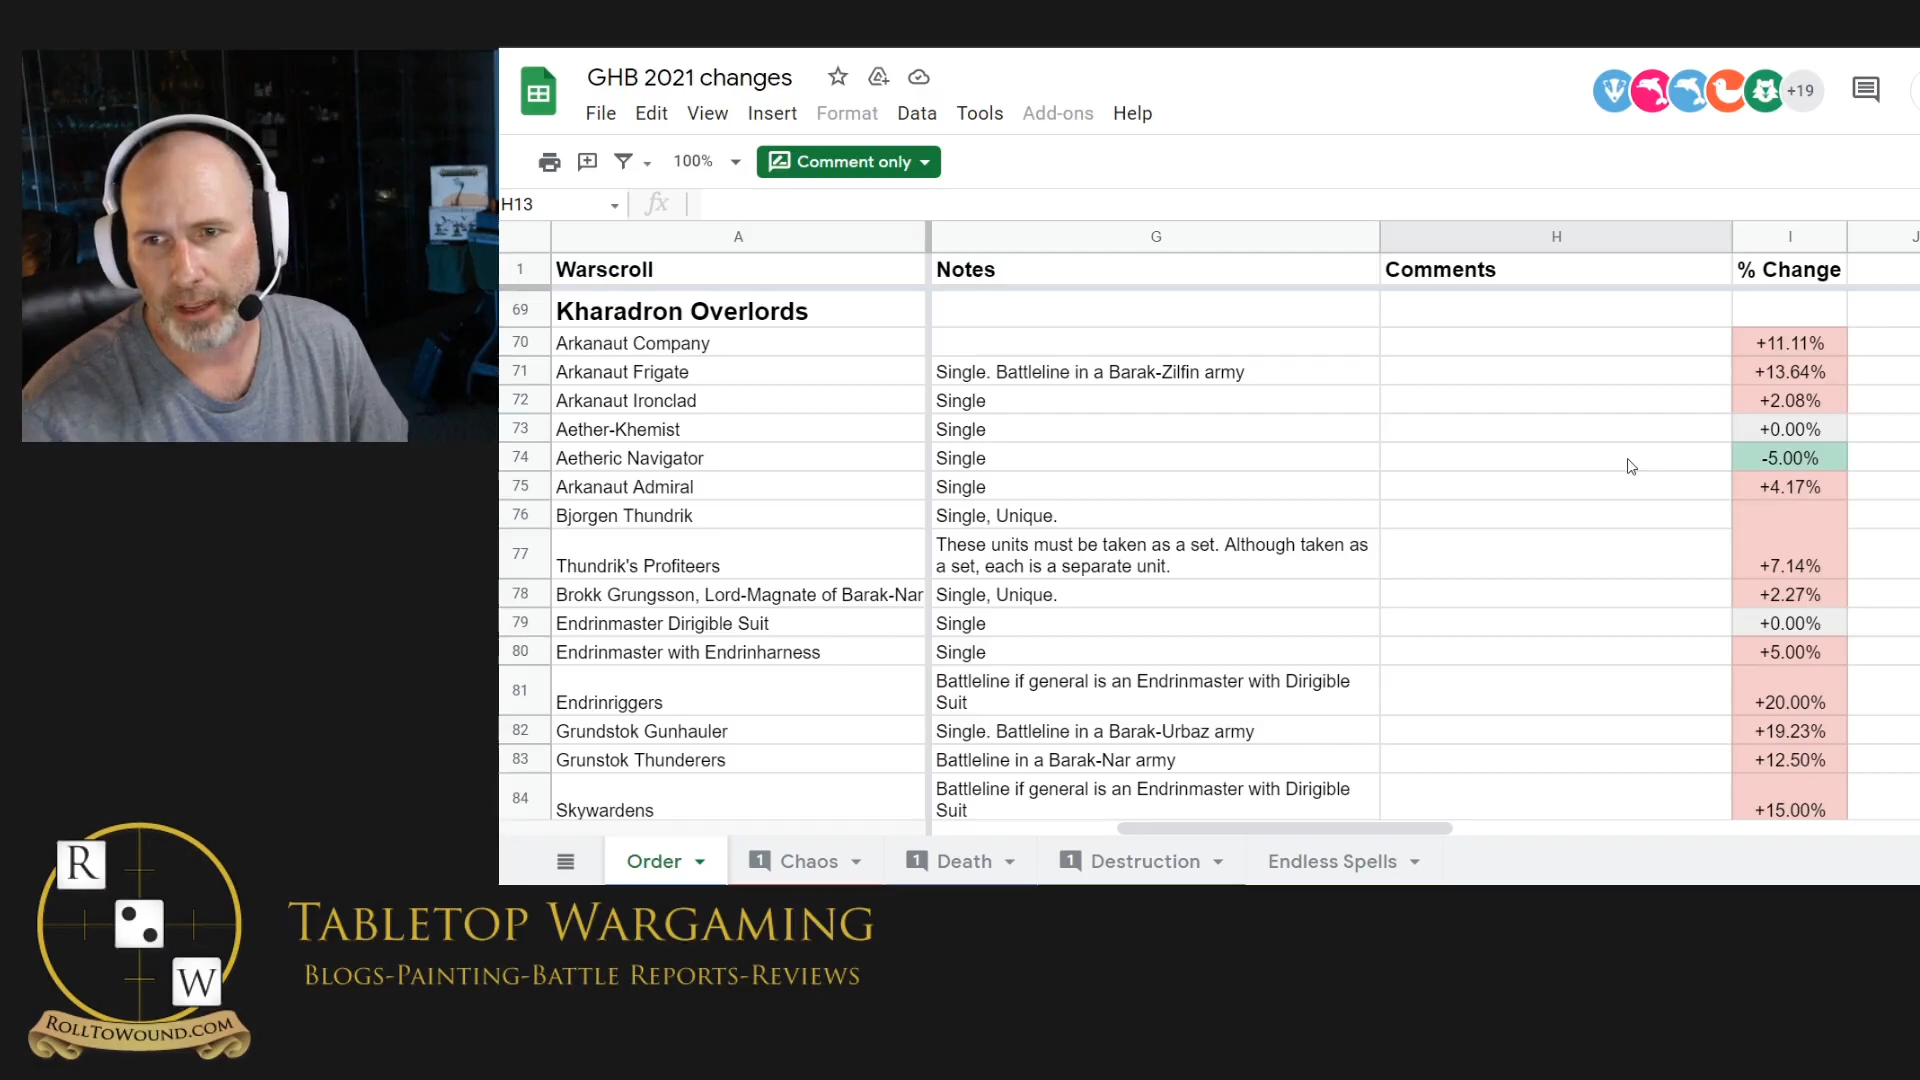 GHB 2021 changes
File Edit View Insert Format Data Tools Add-ons Help
+19
100% Comment only
H13 fx
A G H I J
1 Warscroll Notes Comments % Change
69 Kharadron Overlords
70 Arkanaut Company +11.11%
71 Arkanaut Frigate Single. Battleline in a Barak-Zilfin army +13.64%
72 Arkanaut Ironclad Single +2.08%
73 Aether-Khemist Single +0.00%
74 Aetheric Navigator Single -5.00%
75 Arkanaut Admiral Single +4.17%
76 Bjorgen Thundrik Single, Unique.
These units must be taken as a set. Although taken as
77 Thundrik's Profiteers a set, each is a separate unit. +7.14%
78 Brokk Grungsson, Lord-Magnate of Barak-Nar Single, Unique. +2.27%
79 Endrinmaster Dirigible Suit Single +0.00%
80 Endrinmaster with Endrinharness Single +5.00%
Battleline if general is an Endrinmaster with Dirigible
81 Endrinriggers Suit +20.00%
82 Grundstok Gunhauler Single. Battleline in a Barak-Urbaz army +19.23%
83 Grunstok Thunderers Battleline in a Barak-Nar army +12.50%
Battleline if general is an Endrinmaster with Dirigible
84 Skywardens Suit +15.00%
Order 1 Chaos 1 Death 1 Destruction Endless Spells
R
W
RollToWound.com
Tabletop Wargaming
Blogs-Painting-Battle Reports-Reviews